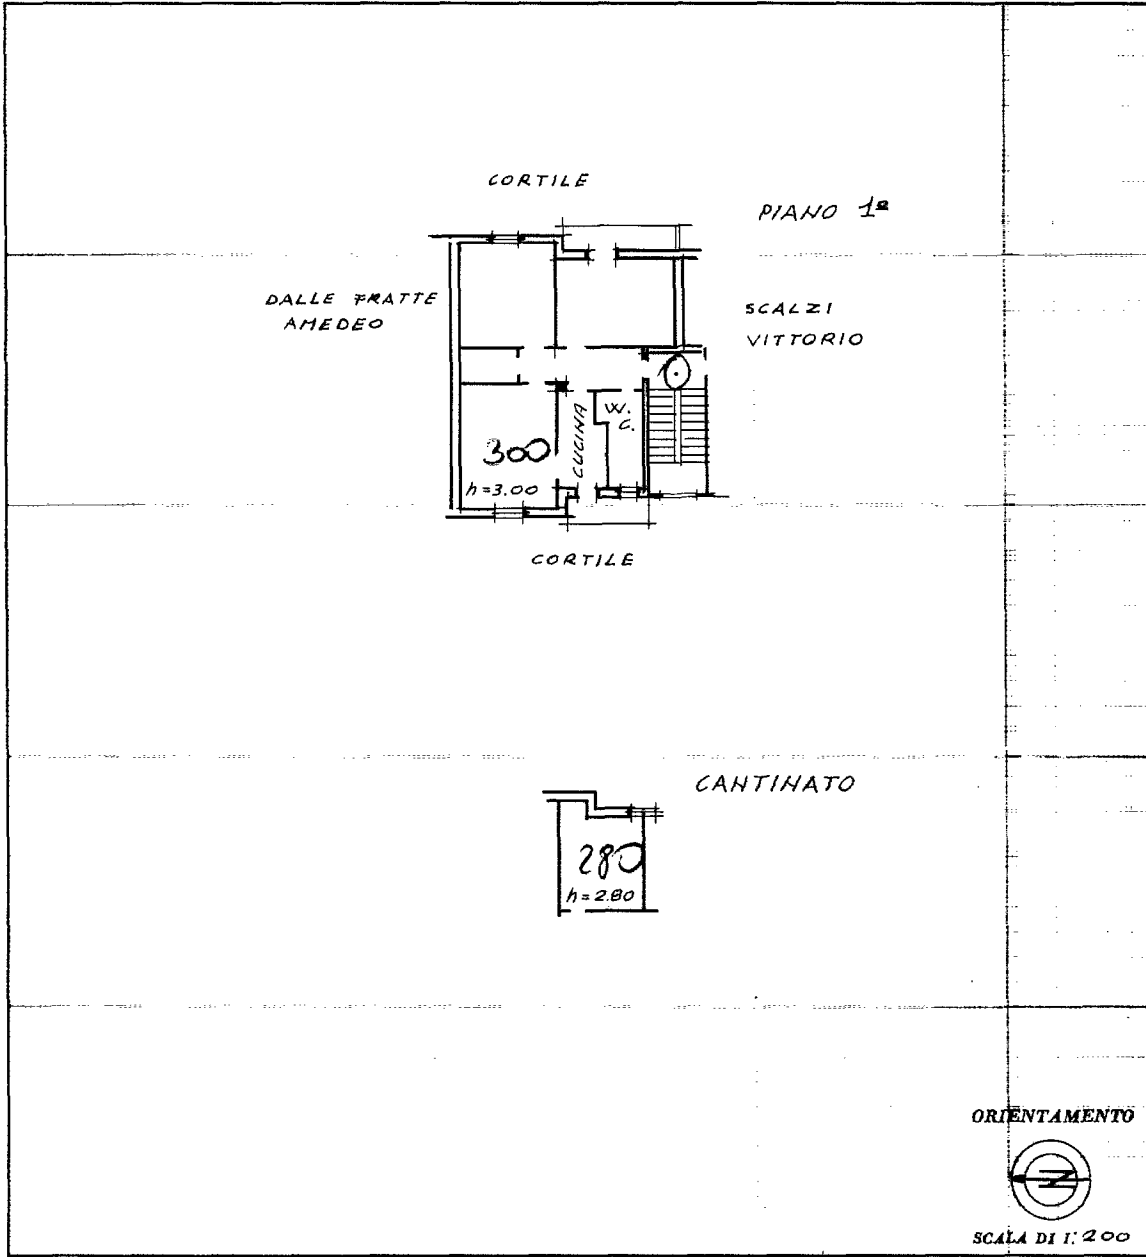 CORTILE
PIANO 1º
DALLE FRATTE
AMEDEO
SCALZI
VITTORIO
CUCINA
W.
C.
300
h=3.00
CORTILE
CANTINATO
280
h=2.80
ORIENTAMENTO
N
SCALA DI 1:200